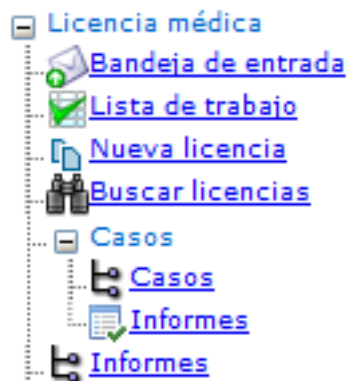 Licencia médica
Bandeja de entrada
Lista de trabajo
Nueva licencia
Buscar licencias
Casos
Casos
Informes
Informes